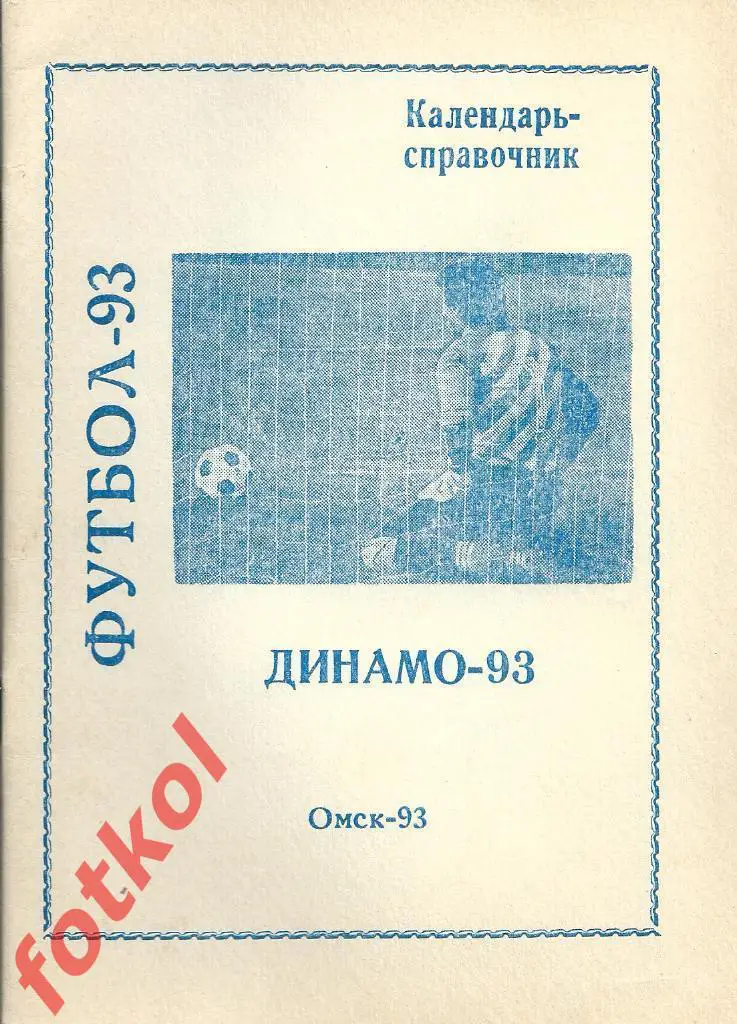 Календарь-
справочник
ФУТБОЛ-93
ДИНАМО-93
Омск-93
fotkol